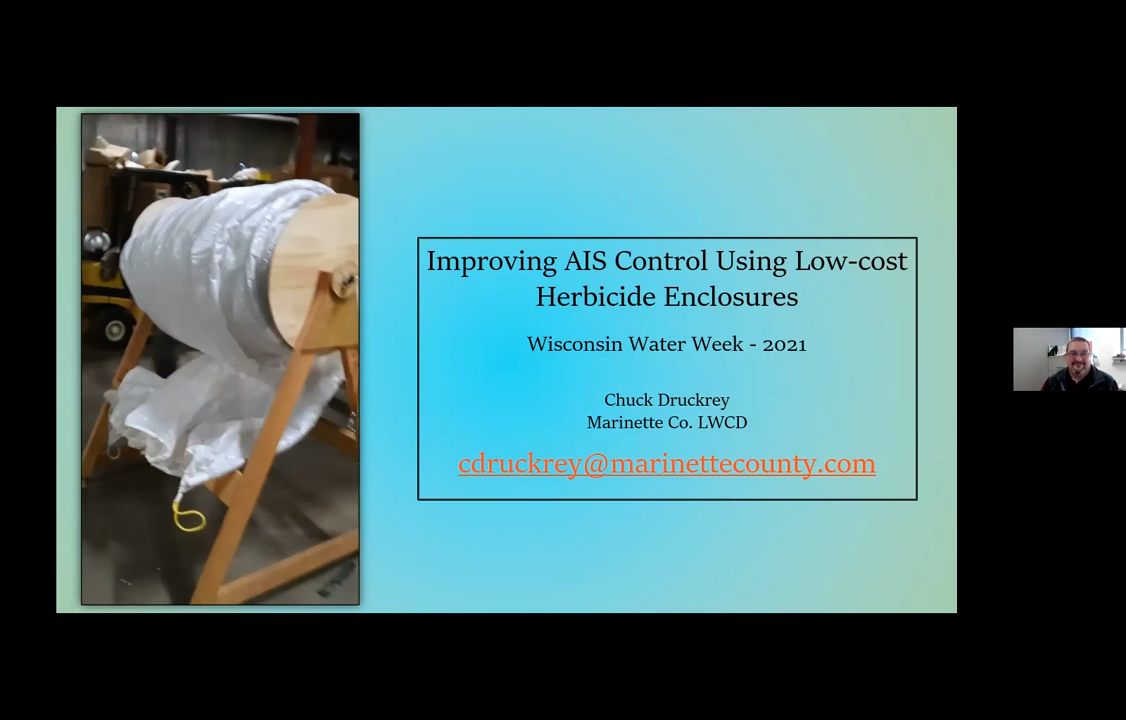 Improving AIS Control Using Low-cost
Herbicide Enclosures
Wisconsin Water Week - 2021
Chuck Druckrey
Marinette Co. LWCD
cdruckrey@marinettecounty.com